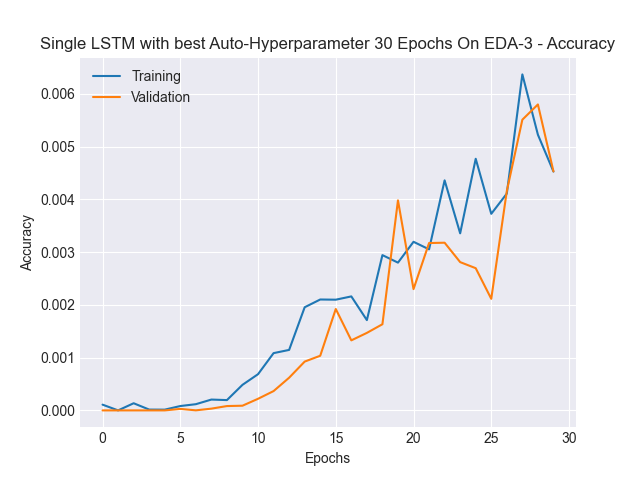 Single LSTM with best Auto-Hyperparameter 30 Epochs On EDA-3 - Accuracy
Training
Validation
0.006
0.005
0.004
0.003
0.002
0.001
0.000
Accuracy
0 5 10 15 20 25 30
Epochs